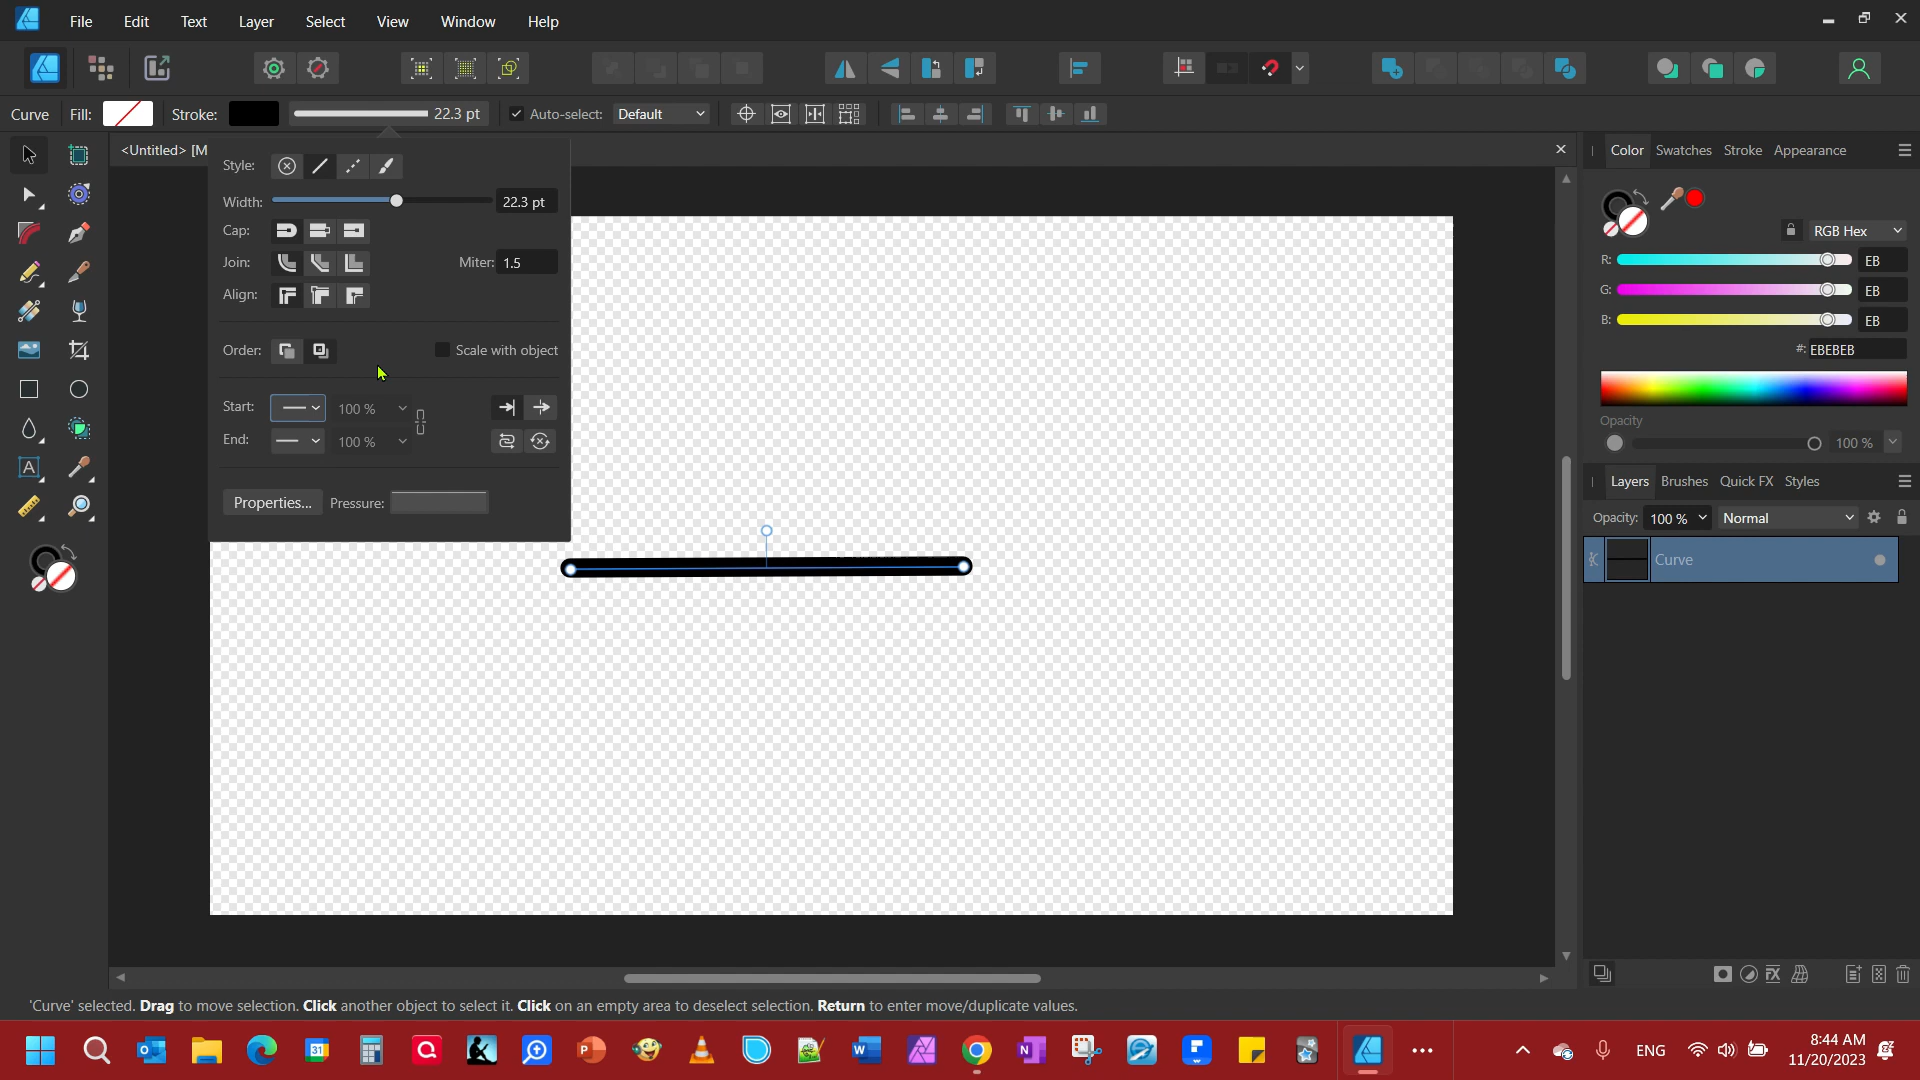 File Edit Text Layer Select View Window Help
Curve Fill: Stroke: 22.3 pt Auto-select: Default
<Untitled> [M
Style:
Width: 22.3 pt
Cap:
Join: Miter: 1.5
Align:
Order: Scale with object
Start: 100 %
End: 100 %
Properties... Pressure:
Color Swatches Stroke Appearance
RGB Hex
R: EB
G: EB
B: EB
#: EBEBEB
Opacity
100 %
Layers Brushes Quick FX Styles
Opacity: 100 % Normal
Curve
'Curve' selected. Drag to move selection. Click another object to select it. Click on an empty area to deselect selection. Return to enter move/duplicate values.
ENG
8:44 AM
11/20/2023